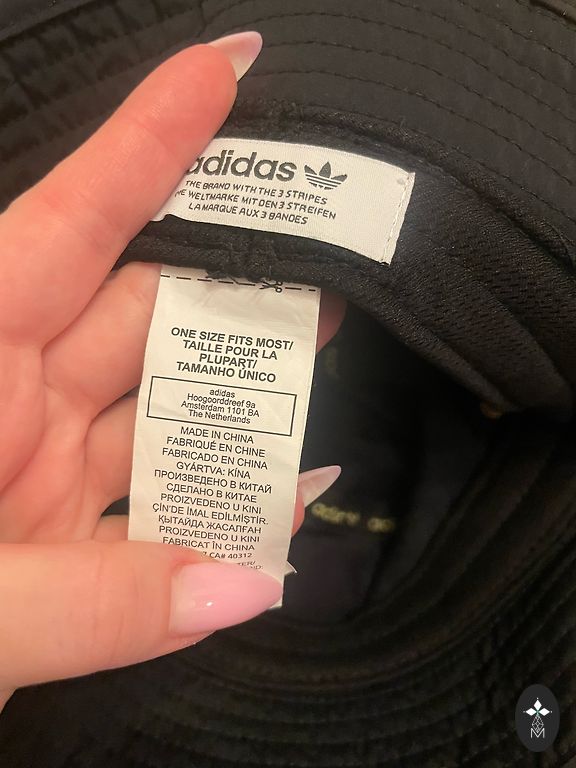 adidas
THE BRAND WITH THE 3 STRIPES
WELTMARKE MIT DEN 3 STREIFEN
LA MARQUE AUX 3 BANDES
ONE SIZE FITS MOST/
TAILLE POUR LA
PLUPART/
TAMANHO ÚNICO
adidas
Hoogoorddreef 9a
Amsterdam 1101 BA
The Netherlands
MADE IN CHINA
FABRIQUÉ EN CHINE
FABRICADO EN CHINA
GYÁRTVA: KÍNA
ПРОИЗВЕДЕНО В КИТАЙ
СДЕЛАНО В КИТАЕ
PROIZVEDENO U KINI
ÇİN'DE İMAL EDİLMİŞTİR.
ҚЫТАЙДА ЖАСАЛҒАН
PROIZVEDENO U KINI
FABRICAT ÎN CHINA
CA# 40312